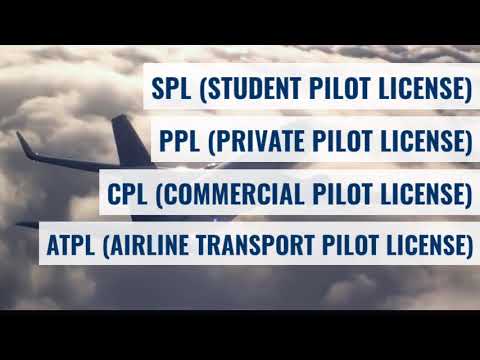 SPL (STUDENT PILOT LICENSE)
PPL (PRIVATE PILOT LICENSE)
CPL (COMMERCIAL PILOT LICENSE)
ATPL (AIRLINE TRANSPORT PILOT LICENSE)